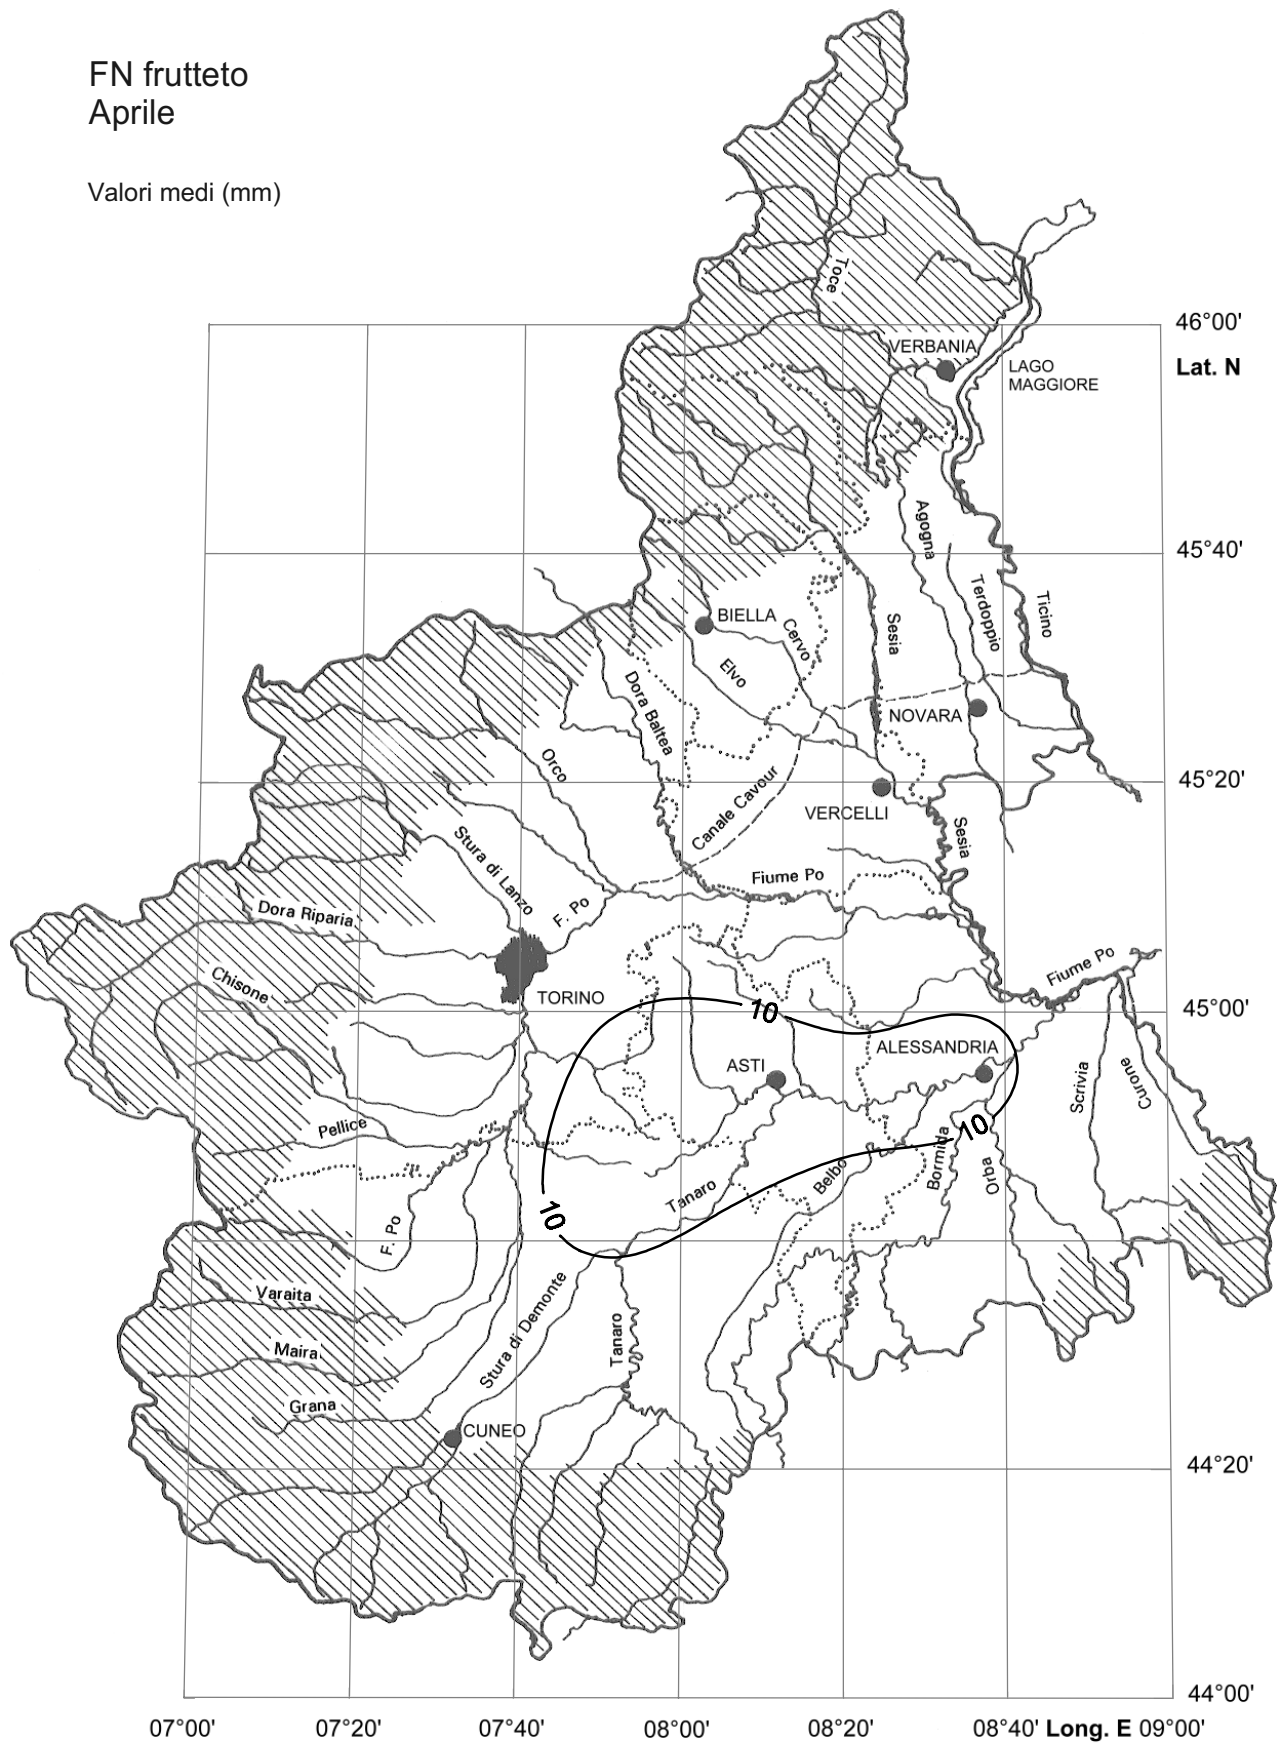 FN frutteto
Aprile
Valori medi (mm)
Toce
46°00'
VERBANIA
Lat. N
LAGO
MAGGIORE
Agogna
45°40'
Terdoppio
Ticino
BIELLA
Cervo
Sesia
Elvo
Dora Baltea
NOVARA
Orco
45°20'
Canale Cavour
VERCELLI
Stura di Lanzo
Sesia
Fiume Po
F. Po
Dora Riparia
Fiume Po
Chisone
TORINO
10
45°00'
ALESSANDRIA
ASTI
Scrivia
Curone
Pellice
10
Bormida
Orba
Belbo
Tanaro
10
F. Po
Varaita
Stura di Demonte
Tanaro
Maira
Grana
CUNEO
44°20'
44°00'
07°00'
07°20'
07°40'
08°00'
08°20'
08°40'
Long. E
09°00'